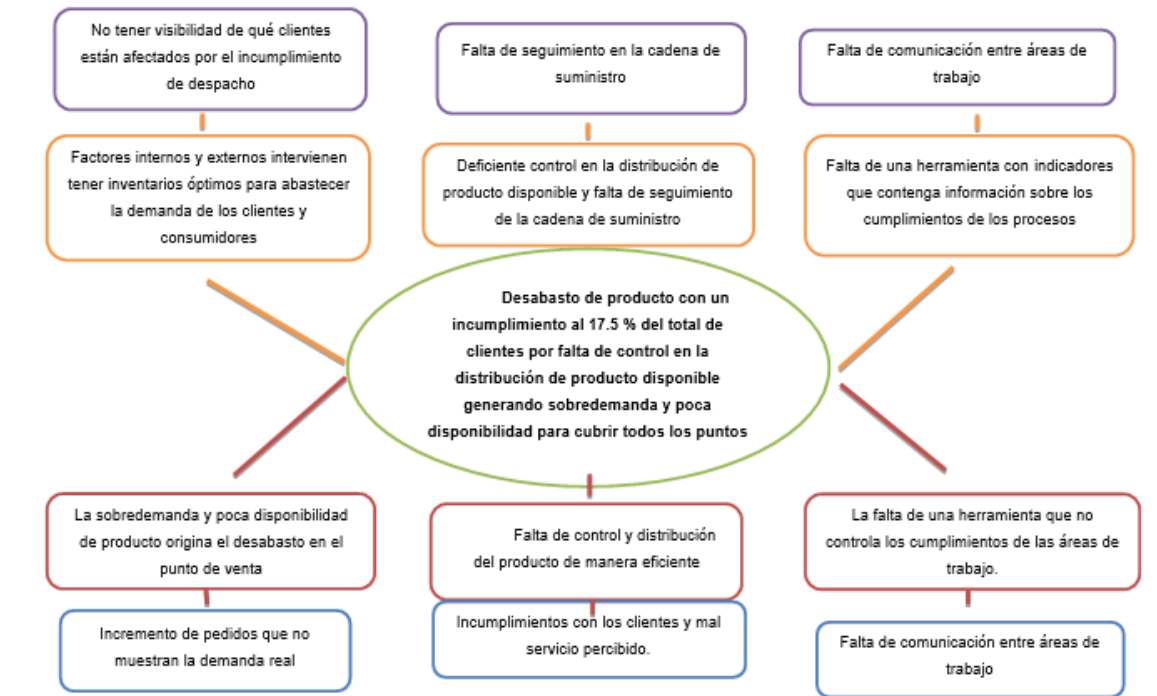 No tener visibilidad de qué clientes
están afectados por el incumplimiento
de despacho
Falta de seguimiento en la cadena de
suministro
Falta de comunicación entre áreas de
trabajo
Factores internos y externos intervienen
tener inventarios óptimos para abastecer
la demanda de los clientes y
consumidores
Deficiente control en la distribución de
producto disponible y falta de seguimiento
de la cadena de suministro
Falta de una herramienta con indicadores
que contenga información sobre los
cumplimientos de los procesos
Desabasto de producto con un
incumplimiento al 17.5 % del total de
clientes por falta de control en la
distribución de producto disponible
generando sobredemanda y poca
disponibilidad para cubrir todos los puntos
La sobredemanda y poca disponibilidad
de producto origina el desabasto en el
punto de venta
Falta de control y distribución
del producto de manera eficiente
La falta de una herramienta que no
controla los cumplimientos de las áreas de
trabajo.
Incremento de pedidos que no
muestran la demanda real
Incumplimientos con los clientes y mal
servicio percibido.
Falta de comunicación entre áreas de
trabajo